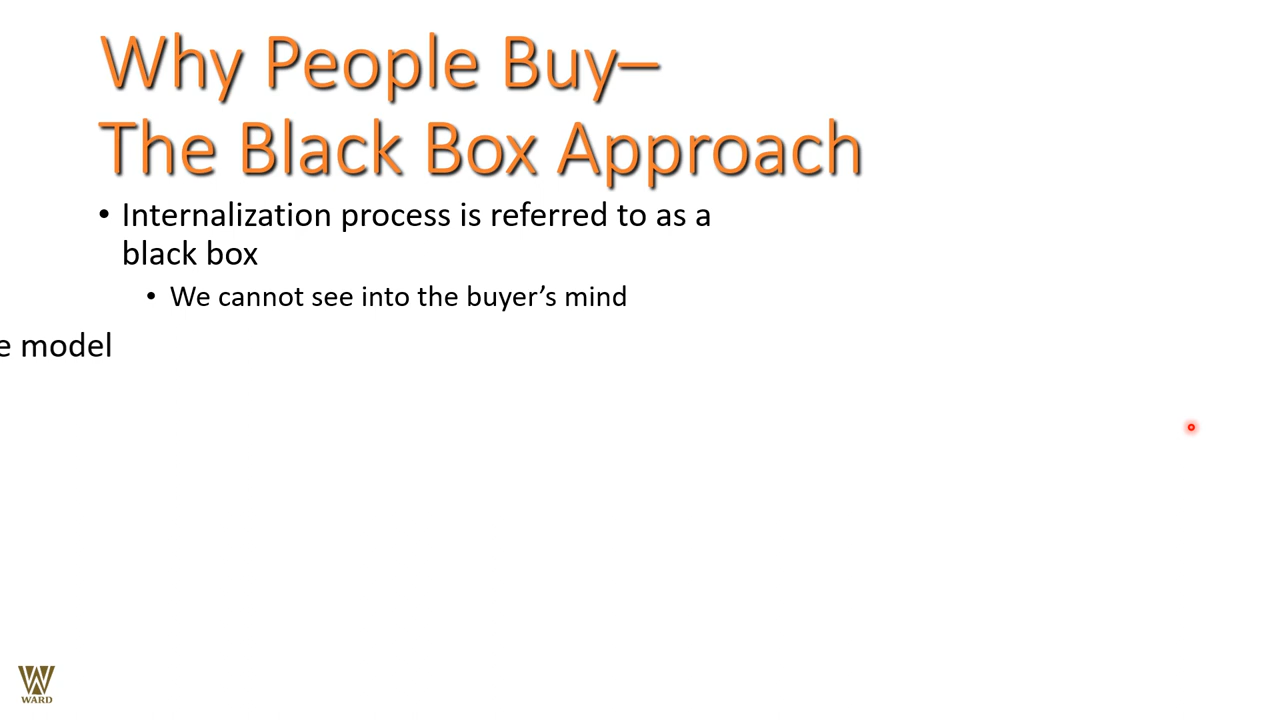 Why People Buy–
The Black Box Approach
• Internalization process is referred to as a
black box
• We cannot see into the buyer’s mind
e model
WARD